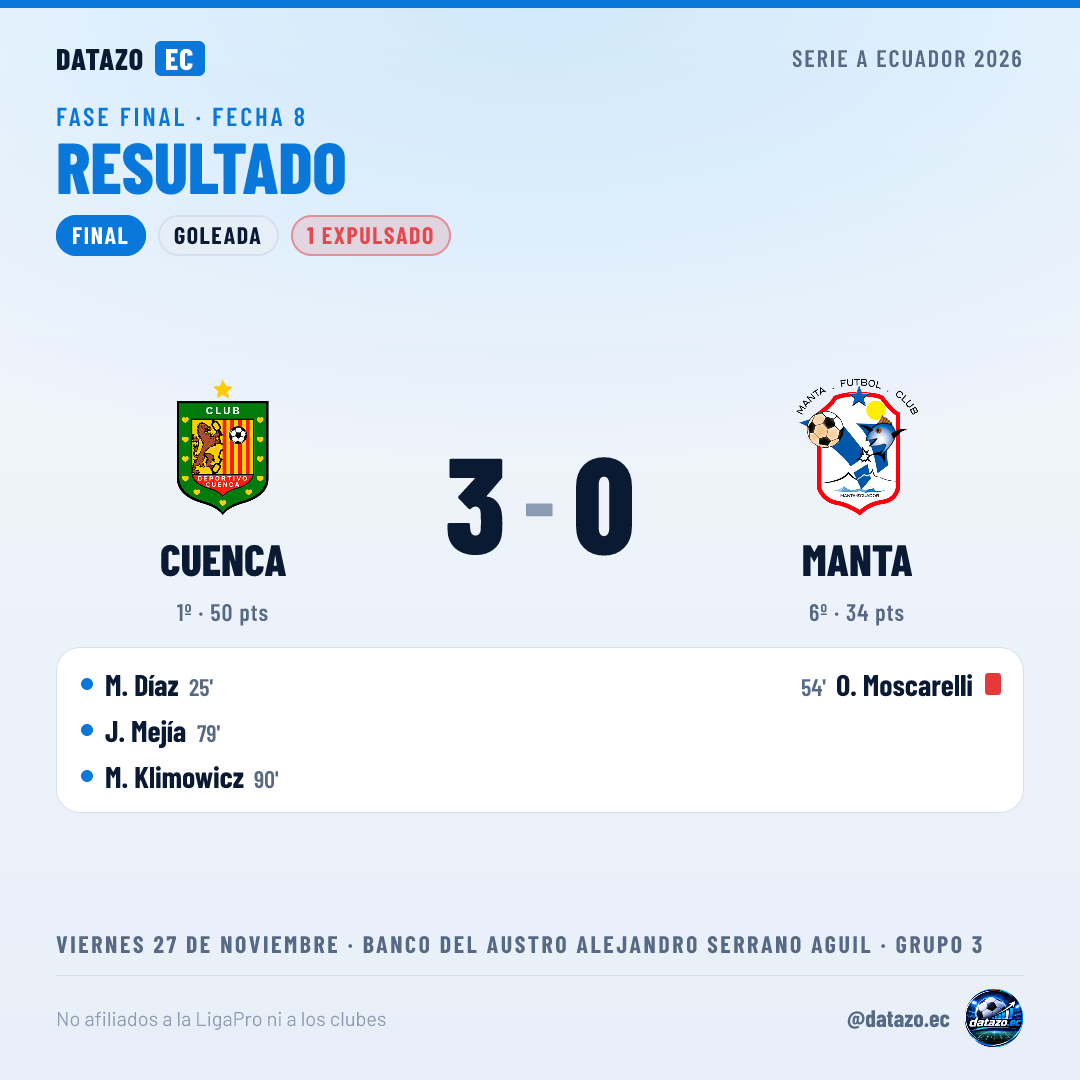 DATAZO EC
SERIE A ECUADOR 2026
FASE FINAL · FECHA 8
RESULTADO
FINAL
GOLEADA
1 EXPULSADO
CLUB
DEPORTIVO
CUENCA
MANTA · FUTBOL · CLUB
MANTA-ECUADOR
3 - 0
CUENCA
MANTA
1º · 50 pts
6º · 34 pts
M. Díaz 25'
54' O. Moscarelli
J. Mejía 79'
M. Klimowicz 90'
VIERNES 27 DE NOVIEMBRE · BANCO DEL AUSTRO ALEJANDRO SERRANO AGUIL · GRUPO 3
No afiliados a la LigaPro ni a los clubes
@datazo.ec
datazo.ec